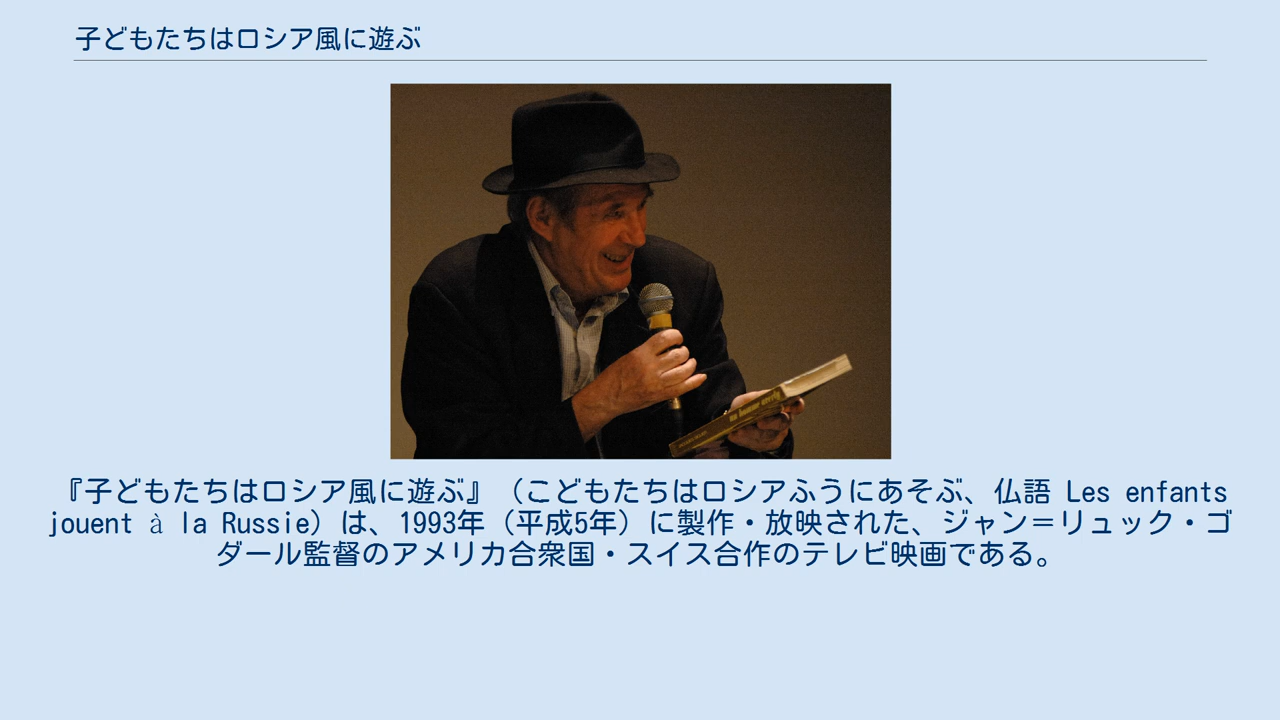 子どもたちはロシア風に遊ぶ
『子どもたちはロシア風に遊ぶ』（こどもたちはロシアふうにあそぶ、仏語 Les enfants
jouent à la Russie）は、1993年（平成5年）に製作・放映された、ジャン＝リュック・ゴ
ダール監督のアメリカ合衆国・スイス合作のテレビ映画である。